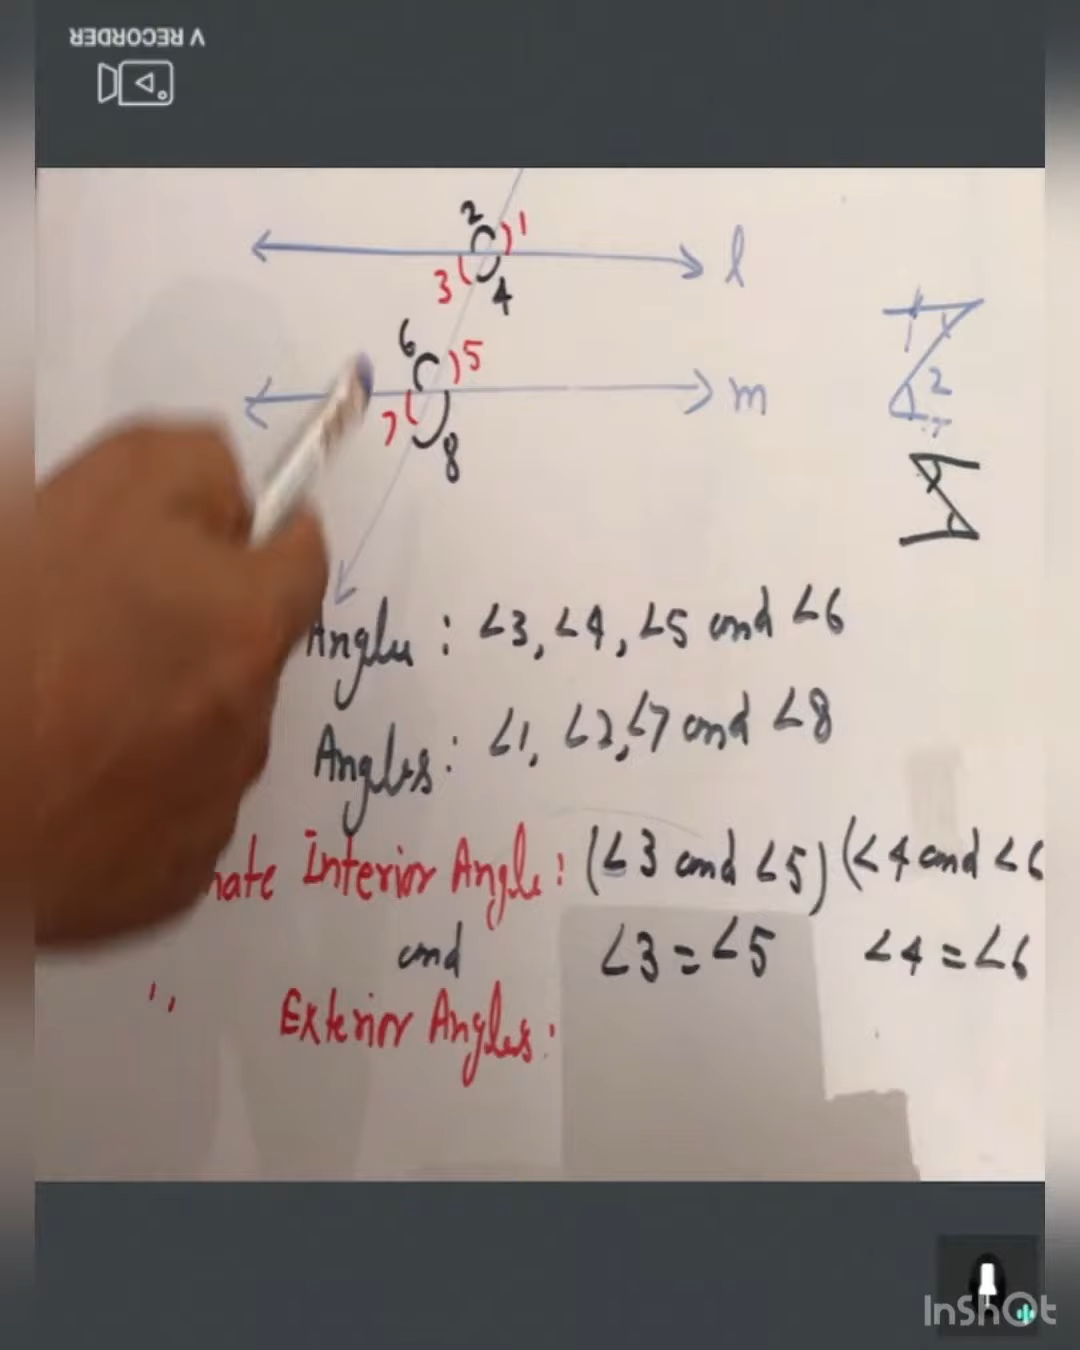 V RECORDER
2 1
3 4
l
6 5
7 8
m
1
2
Angles : ∠3, ∠4, ∠5 and ∠6
Angles : ∠1, ∠2, ∠7 and ∠8
nate Interior Angle : (∠3 and ∠5) (∠4 and ∠6
and ∠3 = ∠5 ∠4 = ∠6
Exterior Angles :
InShOt